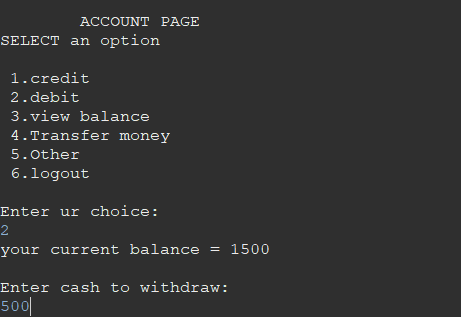 ACCOUNT PAGE
SELECT an option
1.credit
2.debit
3.view balance
4.Transfer money
5.Other
6.logout
Enter ur choice:
2
your current balance = 1500
Enter cash to withdraw:
500